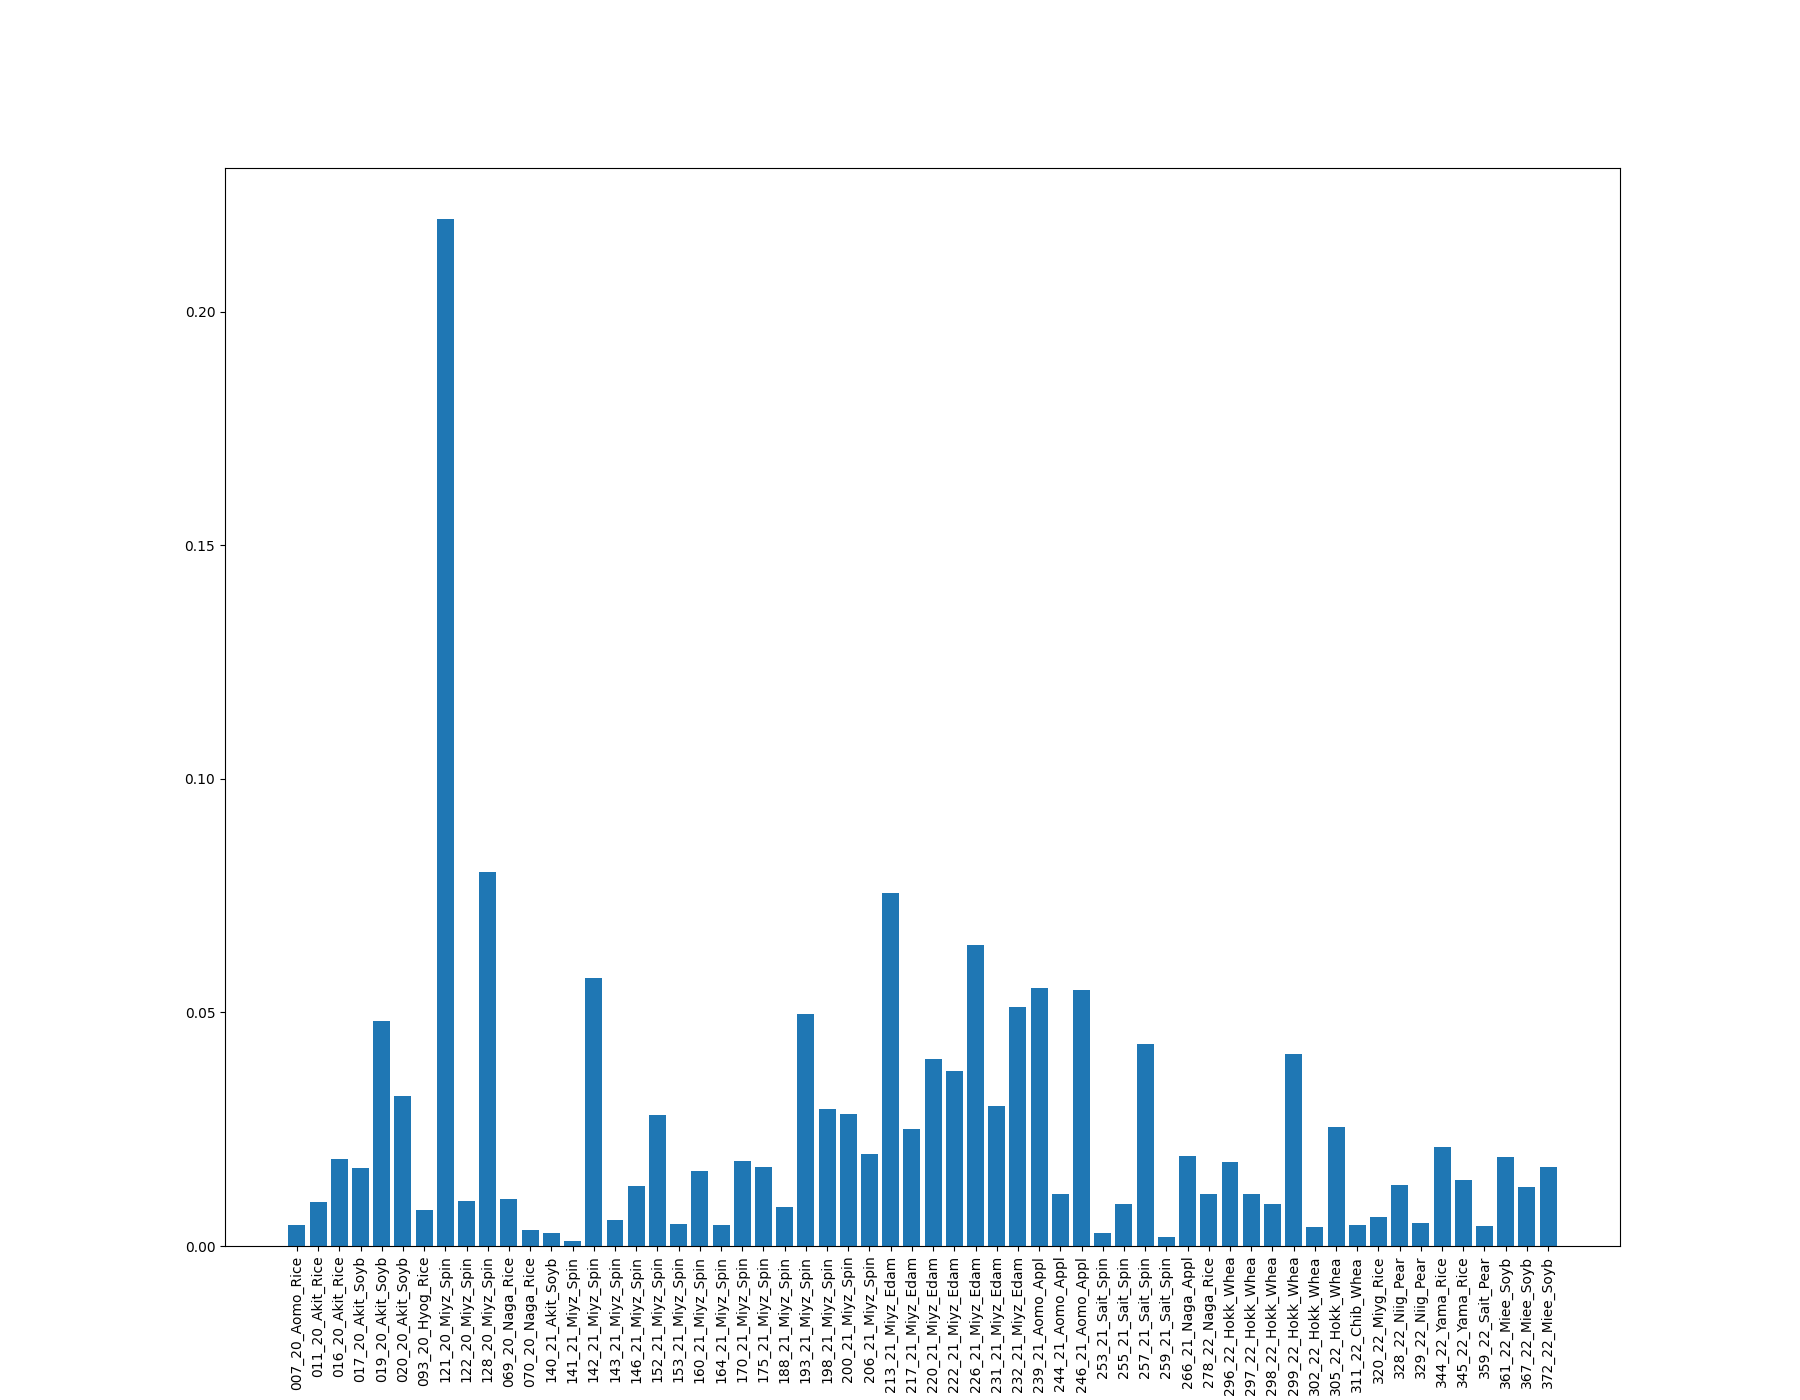 0.20
0.15
0.10
0.05
0.00
007_20_Aomo_Rice
011_20_Akit_Rice
016_20_Akit_Rice
017_20_Akit_Soyb
019_20_Akit_Soyb
020_20_Akit_Soyb
093_20_Hyog_Rice
121_20_Miyz_Spin
122_20_Miyz_Spin
128_20_Miyz_Spin
069_20_Naga_Rice
070_20_Naga_Rice
140_21_Akit_Soyb
141_21_Miyz_Spin
142_21_Miyz_Spin
143_21_Miyz_Spin
146_21_Miyz_Spin
152_21_Miyz_Spin
153_21_Miyz_Spin
160_21_Miyz_Spin
164_21_Miyz_Spin
170_21_Miyz_Spin
175_21_Miyz_Spin
188_21_Miyz_Spin
193_21_Miyz_Spin
198_21_Miyz_Spin
200_21_Miyz_Spin
206_21_Miyz_Spin
213_21_Miyz_Edam
217_21_Miyz_Edam
220_21_Miyz_Edam
222_21_Miyz_Edam
226_21_Miyz_Edam
231_21_Miyz_Edam
232_21_Miyz_Edam
239_21_Aomo_Appl
244_21_Aomo_Appl
246_21_Aomo_Appl
253_21_Sait_Spin
255_21_Sait_Spin
257_21_Sait_Spin
259_21_Sait_Spin
266_21_Naga_Appl
278_22_Naga_Rice
296_22_Hokk_Whea
297_22_Hokk_Whea
298_22_Hokk_Whea
299_22_Hokk_Whea
302_22_Hokk_Whea
305_22_Hokk_Whea
311_22_Chib_Whea
320_22_Miyg_Rice
328_22_Niig_Pear
329_22_Niig_Pear
344_22_Yama_Rice
345_22_Yama_Rice
359_22_Sait_Pear
361_22_Miee_Soyb
367_22_Miee_Soyb
372_22_Miee_Soyb